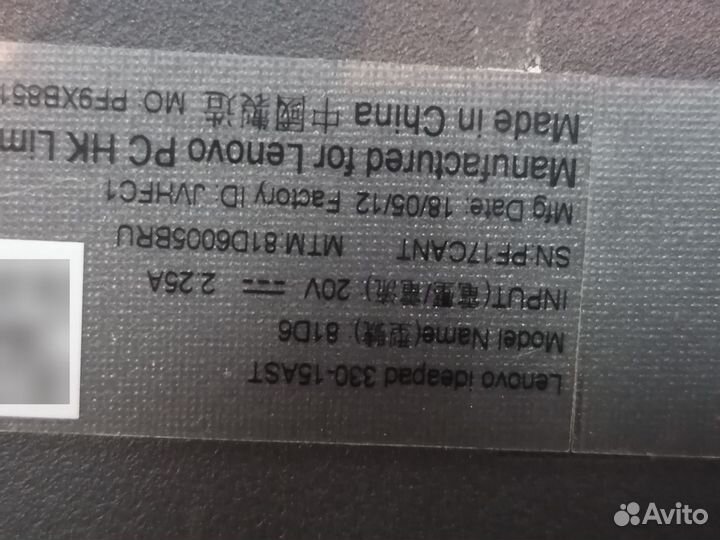 Lenovo ideapad 330-15AST
Model Name(型號): 81D6
INPUT(電壓/電流): 20V ⎓ 2.25A
SN:PF17CANT MTM:81D6005BRU
Mfg Date: 18/05/12 Factory ID: JVHFC1
Manufactured for Lenovo PC HK Lim
Made in China 中國製造 MO: PF9XB851
Avito